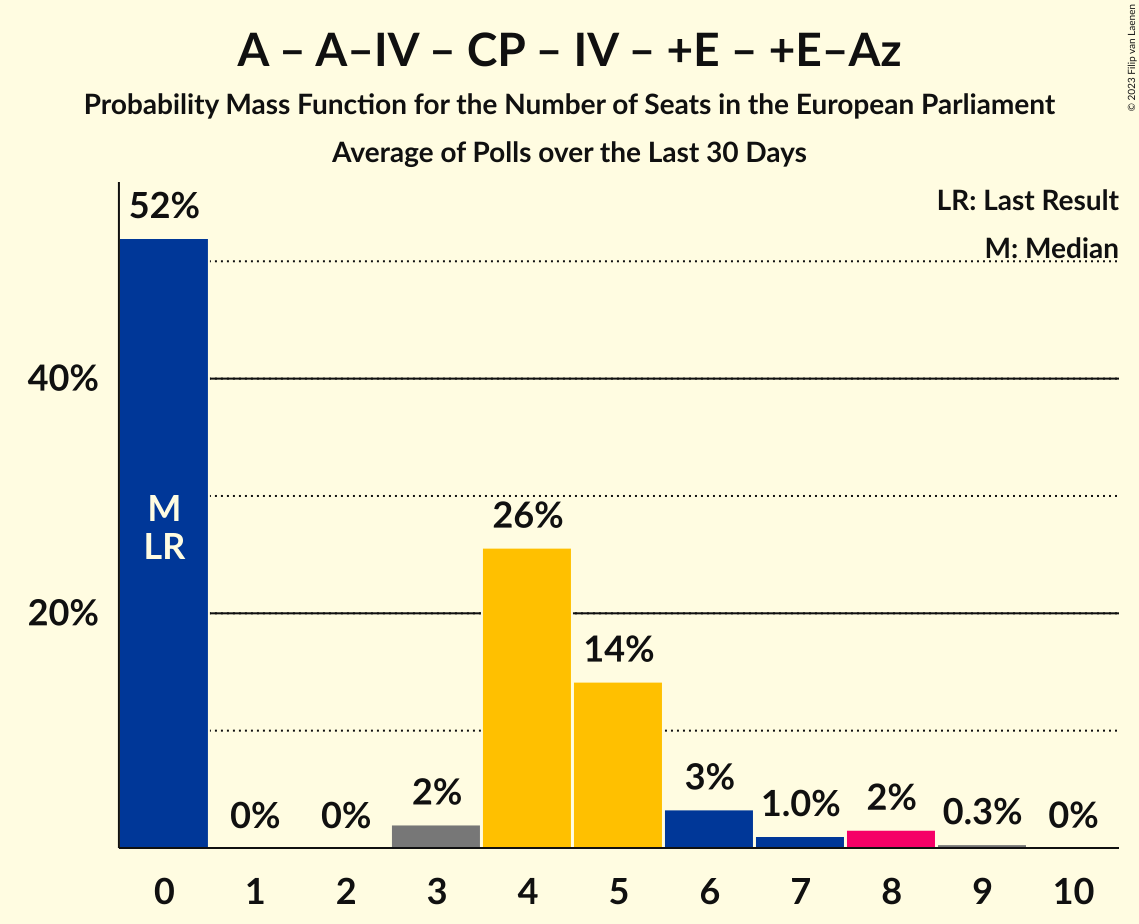 A – A–IV – CP – IV – +E – +E–Az
Probability Mass Function for the Number of Seats in the European Parliament
Average of Polls over the Last 30 Days
© 2023 Filip van Laenen
LR: Last Result
M: Median
52%
40%
M
LR
26%
20%
14%
2%
3%
1.0%
2%
0.3%
0%
0%
0%
0 1 2 3 4 5 6 7 8 9 10